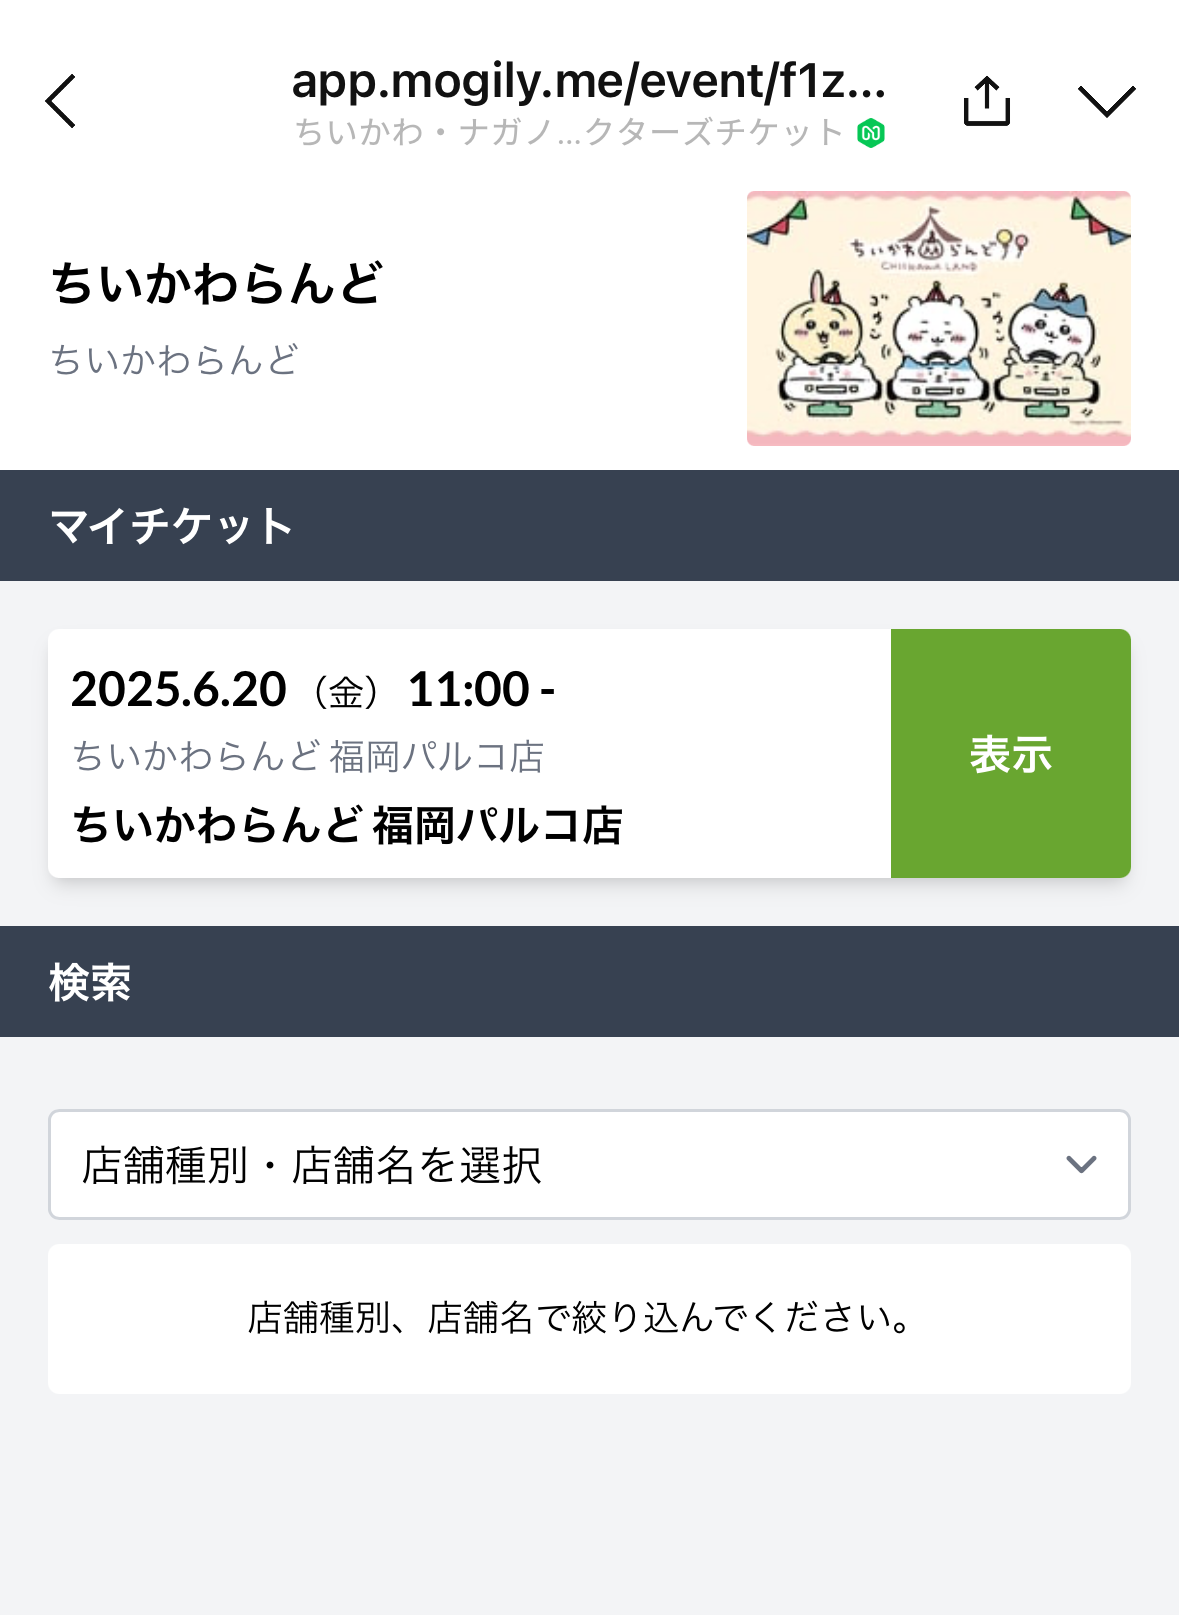 app.mogily.me/event/f1z...
ちいかわ・ナガノ...クターズチケット
ちいかわらんど
ちいかわらんど
ちいかわらんど
CHIIKAWA LAND
ゴウン
ゴウン
マイチケット
2025.6.20（金）11:00 -
ちいかわらんど 福岡パルコ店
表示
ちいかわらんど 福岡パルコ店
検索
店舗種別・店舗名を選択
店舗種別、店舗名で絞り込んでください。